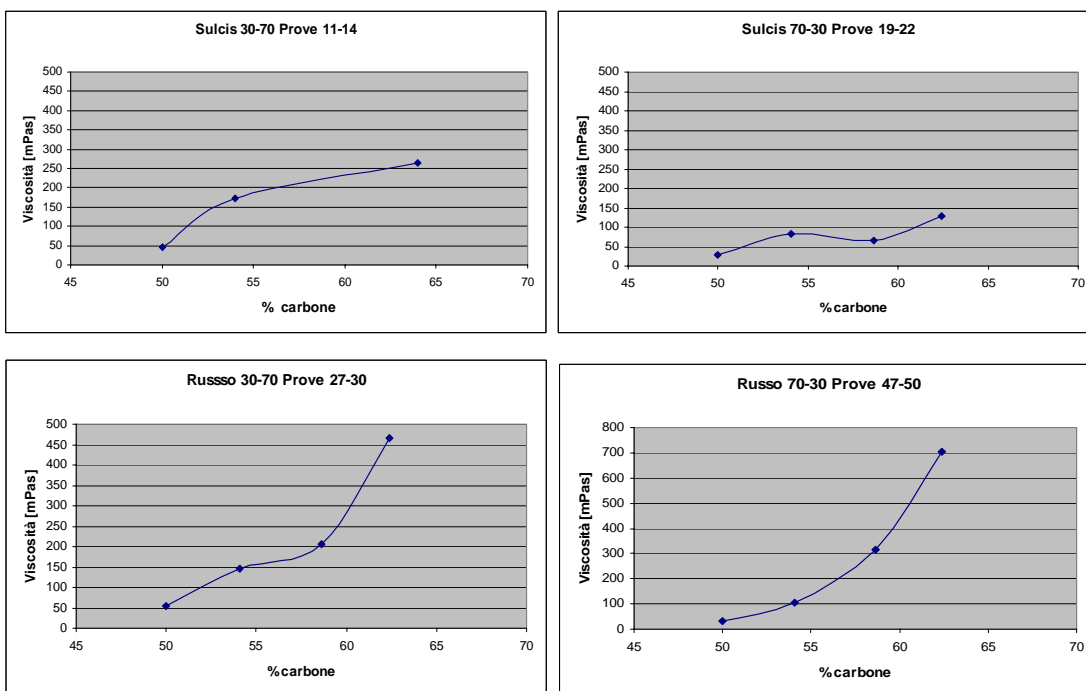 Sulcis 30-70 Prove 11-14
Viscosità [mPas]
500
450
400
350
300
250
200
150
100
50
0
45 50 55 60 65 70
% carbone
Sulcis 70-30 Prove 19-22
Viscosità [mPas]
500
450
400
350
300
250
200
150
100
50
0
45 50 55 60 65 70
%carbone
Russso 30-70 Prove 27-30
Viscosità [mPas]
500
450
400
350
300
250
200
150
100
50
0
45 50 55 60 65 70
%carbone
Russo 70-30 Prove 47-50
Viscosità [mPas]
800
700
600
500
400
300
200
100
0
45 50 55 60 65 70
%carbone